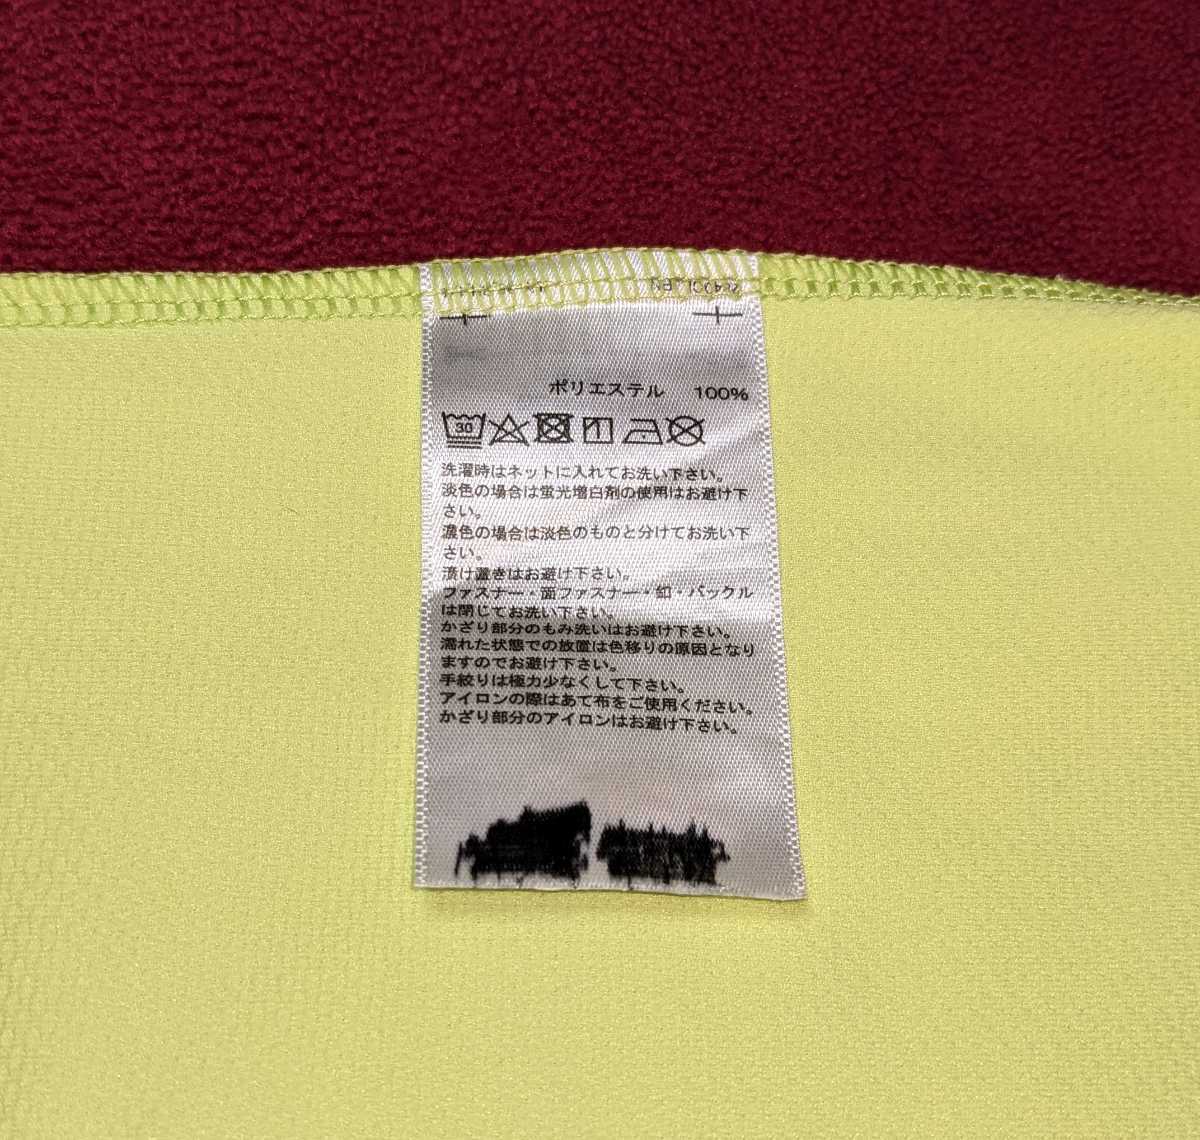 ポリエステル 100%
30
洗濯時はネットに入れてお洗い下さい。
淡色の場合は蛍光増白剤の使用はお避け下
さい。
濃色の場合は淡色のものと分けてお洗い下
さい。
漬け置きはお避け下さい。
ファスナー・面ファスナー・釦・バックル
は閉じてお洗い下さい。
かざり部分のもみ洗いはお避け下さい。
濡れた状態での放置は色移りの原因となり
ますのでお避け下さい。
手絞りは極力少なくして下さい。
アイロンの際はあて布をご使用ください。
かざり部分のアイロンはお避け下さい。